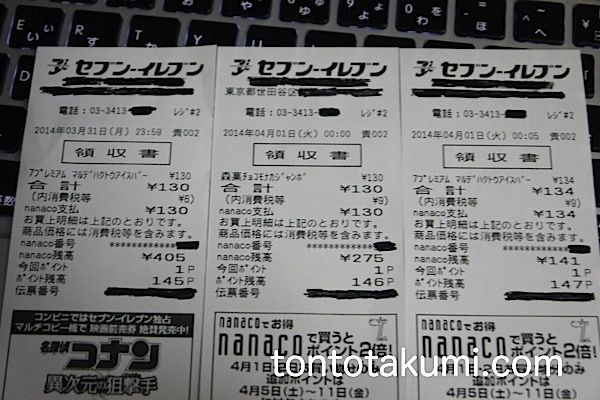 セブン-イレブン
電話:03-3413-
レジ#2
2014年03月31日(月) 23:59 責002
領収書
7プレミアム マルデハクトウアイスバー ¥130
合計 ¥130
(内消費税等 ¥6)
nanaco支払 ¥130
お買上明細は上記のとおりです。
商品価格には消費税等を含みます。
nanaco番号 ************
nanaco残高 ¥405
今回ポイント 1P
ポイント残高 145P
伝票番号
コンビニではセブン-イレブン独占
マルチコピー機で 映画前売券 絶賛発売中!
名探偵
コナン
異次元の狙撃手
セブン-イレブン
東京都世田谷区
電話:03-3413-
レジ#2
2014年04月01日(火) 00:00 責002
領収書
森菓チョコモナカジャンボ ¥130
合計 ¥130
(内消費税等 ¥9)
nanaco支払 ¥130
お買上明細は上記のとおりです。
商品価格には消費税等を含みます。
nanaco番号 ************
nanaco残高 ¥275
今回ポイント 1P
ポイント残高 146P
伝票番号
nanacoでお得
nanacoで買うと
ポイント2倍!
4月1
追加ポイントは
4月5日(土)~11日(金)
セブン-イレブン
電話:03-3413-
レジ#2
2014年04月01日(火) 00:05 責002
領収書
7プレミアム マルデハクトウアイスバー ¥134
合計 ¥134
(内消費税等 ¥9)
nanaco支払 ¥134
お買上明細は上記のとおりです。
商品価格には消費税等を含みます。
nanaco番号 ************
nanaco残高 ¥141
今回ポイント 1P
ポイント残高 147P
伝票番号
nanacoでお得
nanacoで買うと
ポイント2倍!
のみ
追加ポイントは
4月5日(土)~11日(金)
tontotakumi.com